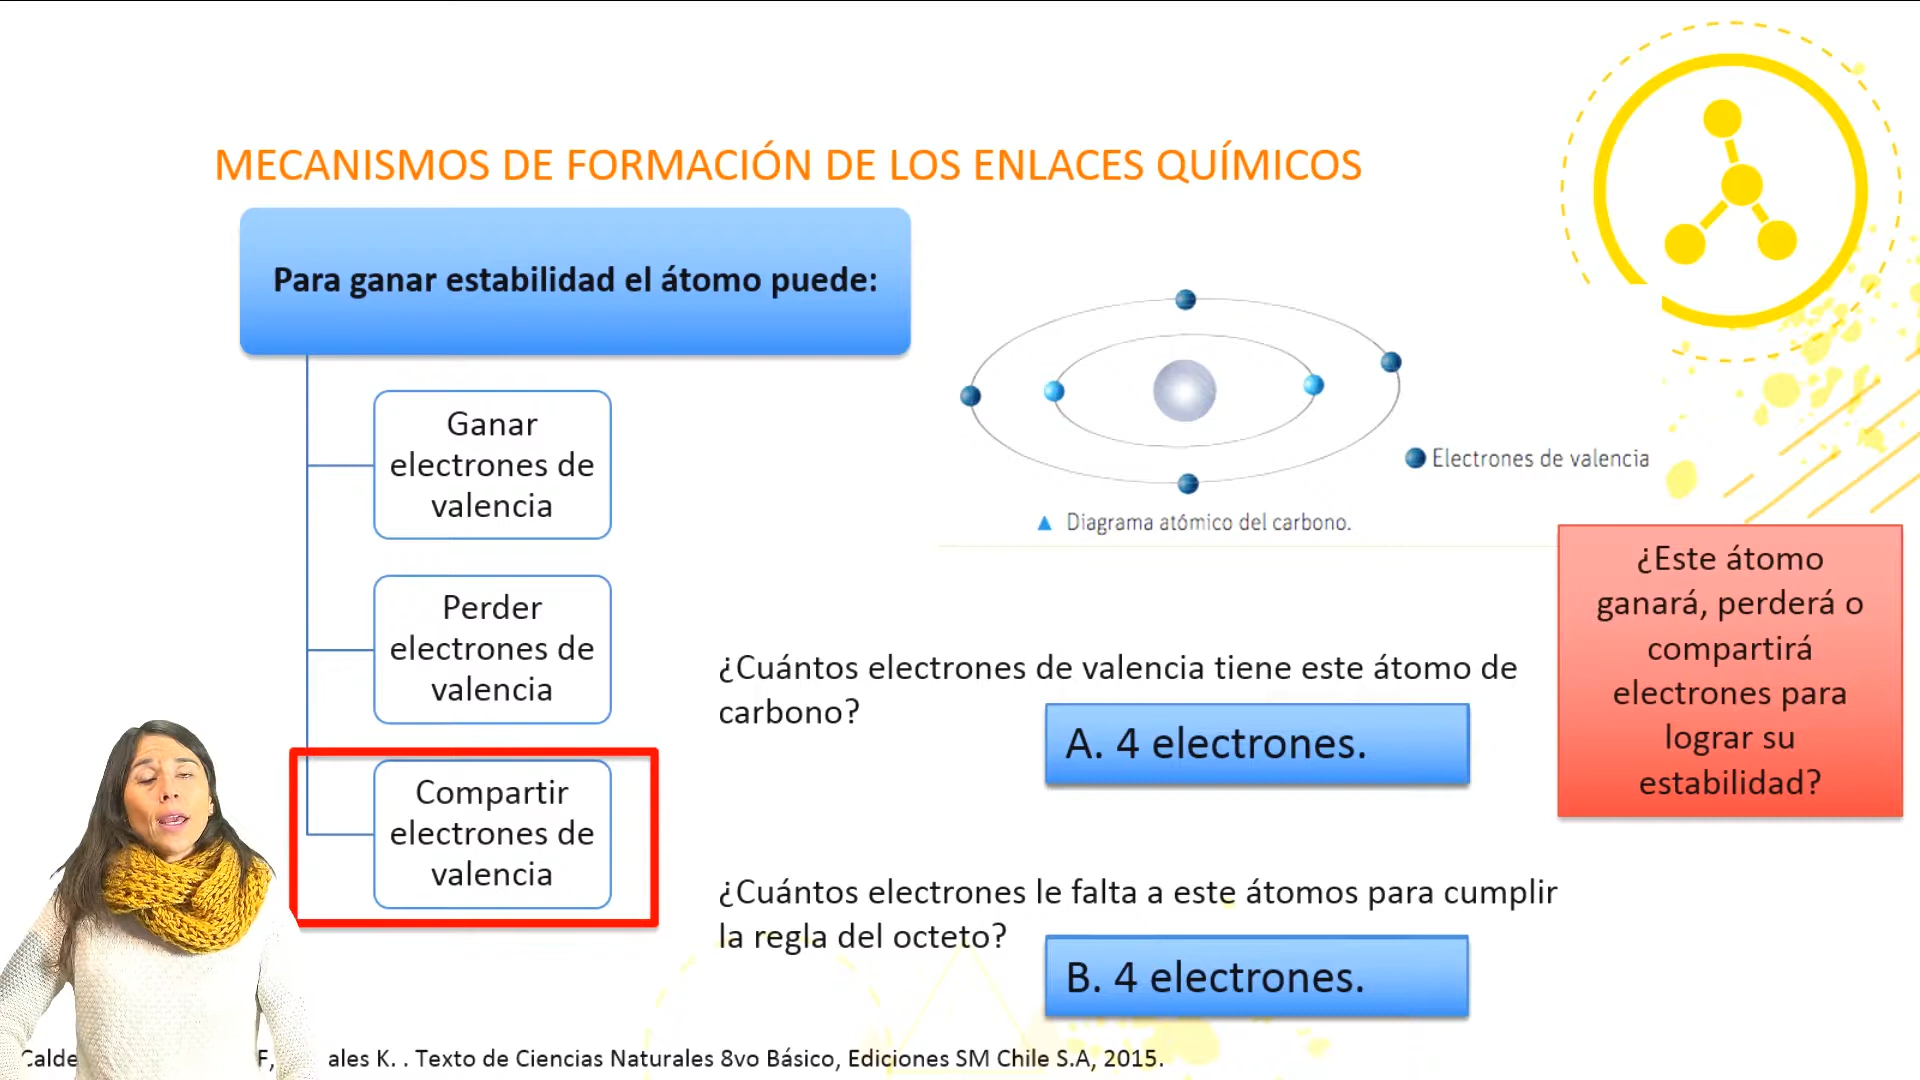 MECANISMOS DE FORMACIÓN DE LOS ENLACES QUÍMICOS
Para ganar estabilidad el átomo puede:
Ganar
electrones de
valencia
Perder
electrones de
valencia
Compartir
electrones de
valencia
Electrones de valencia
Diagrama atómico del carbono.
¿Cuántos electrones de valencia tiene este átomo de
carbono?
A. 4 electrones.
¿Cuántos electrones le falta a este átomos para cumplir
la regla del octeto?
B. 4 electrones.
¿Este átomo
ganará, perderá o
compartirá
electrones para
lograr su
estabilidad?
F, ales K. . Texto de Ciencias Naturales 8vo Básico, Ediciones SM Chile S.A, 2015.